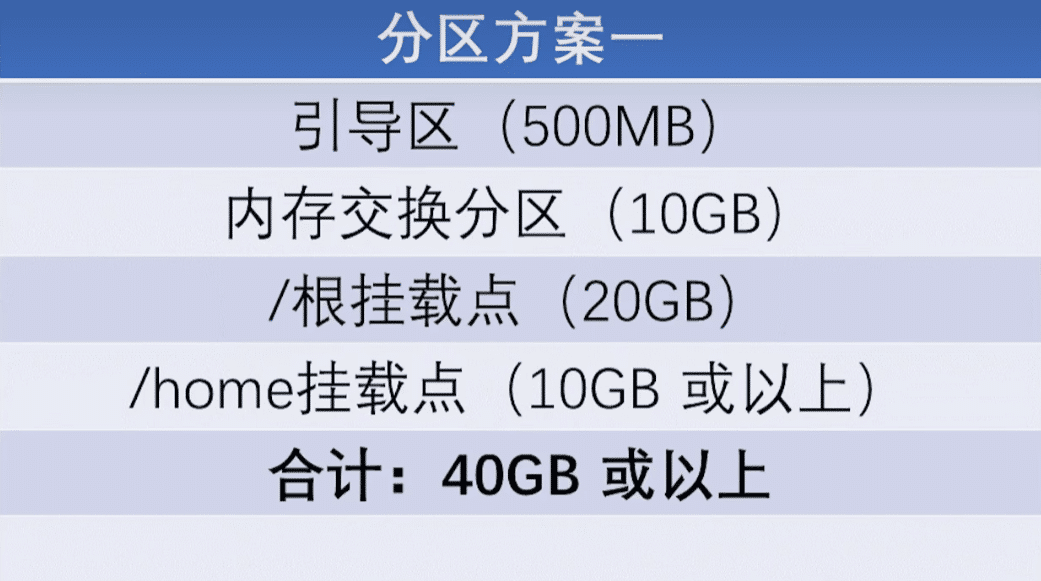 分区方案一
引导区（500MB）
内存交换分区（10GB）
/根挂载点（20GB）
/home挂载点（10GB 或以上）
合计：40GB 或以上